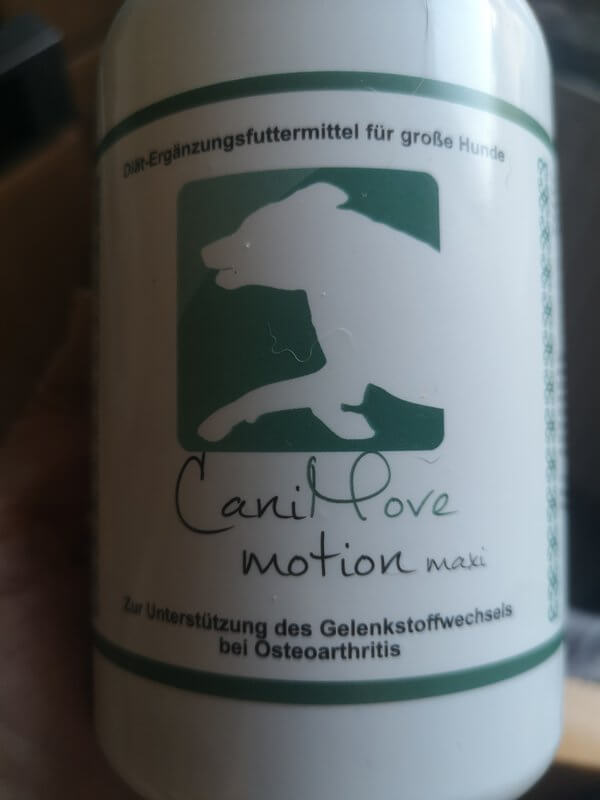 Diät-Ergänzungsfuttermittel für große Hunde
CaniMove
motion maxi
Zur Unterstützung des Gelenkstoffwechsels
bei Osteoarthritis